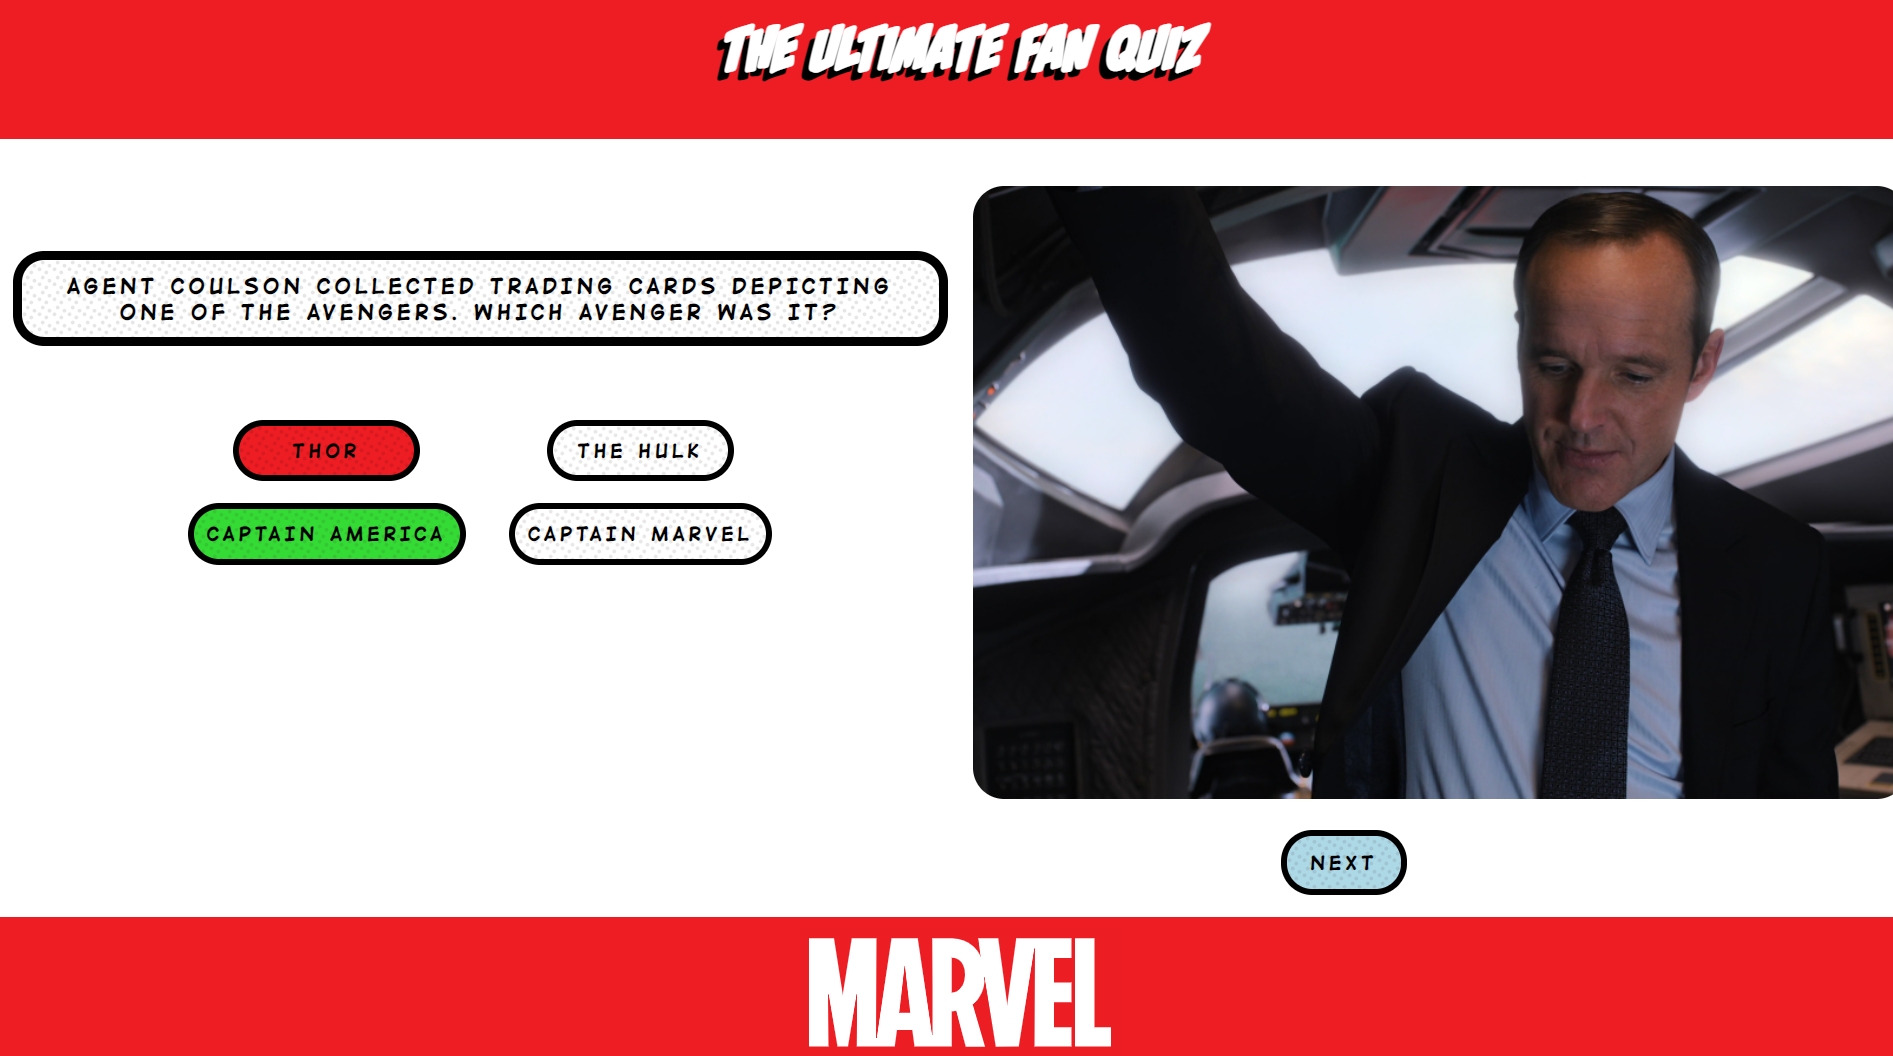 THE ULTIMATE FAN QUIZ
AGENT COULSON COLLECTED TRADING CARDS DEPICTING
ONE OF THE AVENGERS. WHICH AVENGER WAS IT?
THOR
THE HULK
CAPTAIN AMERICA
CAPTAIN MARVEL
NEXT
MARVEL